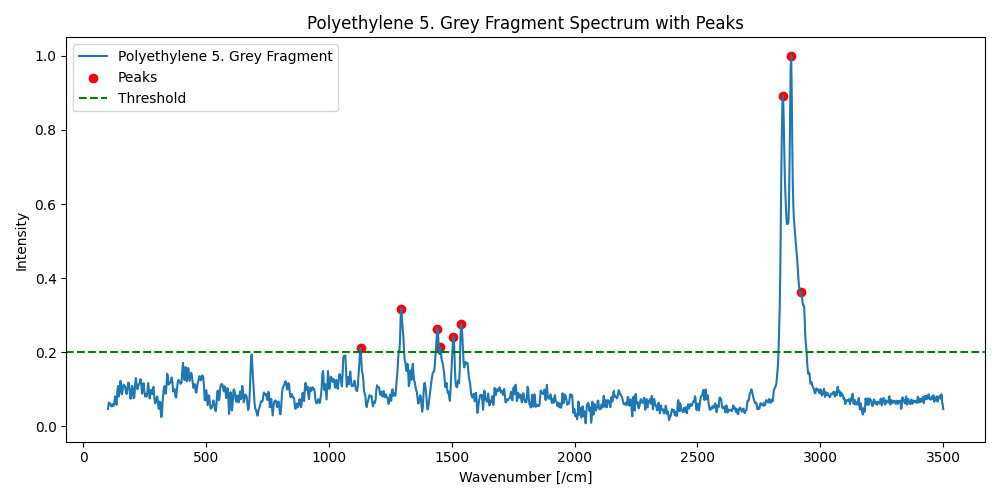 Polyethylene 5. Grey Fragment Spectrum with Peaks
Polyethylene 5. Grey Fragment
Peaks
Threshold
1.0
0.8
0.6
0.4
0.2
0.0
Intensity
0 500 1000 1500 2000 2500 3000 3500
Wavenumber [/cm]